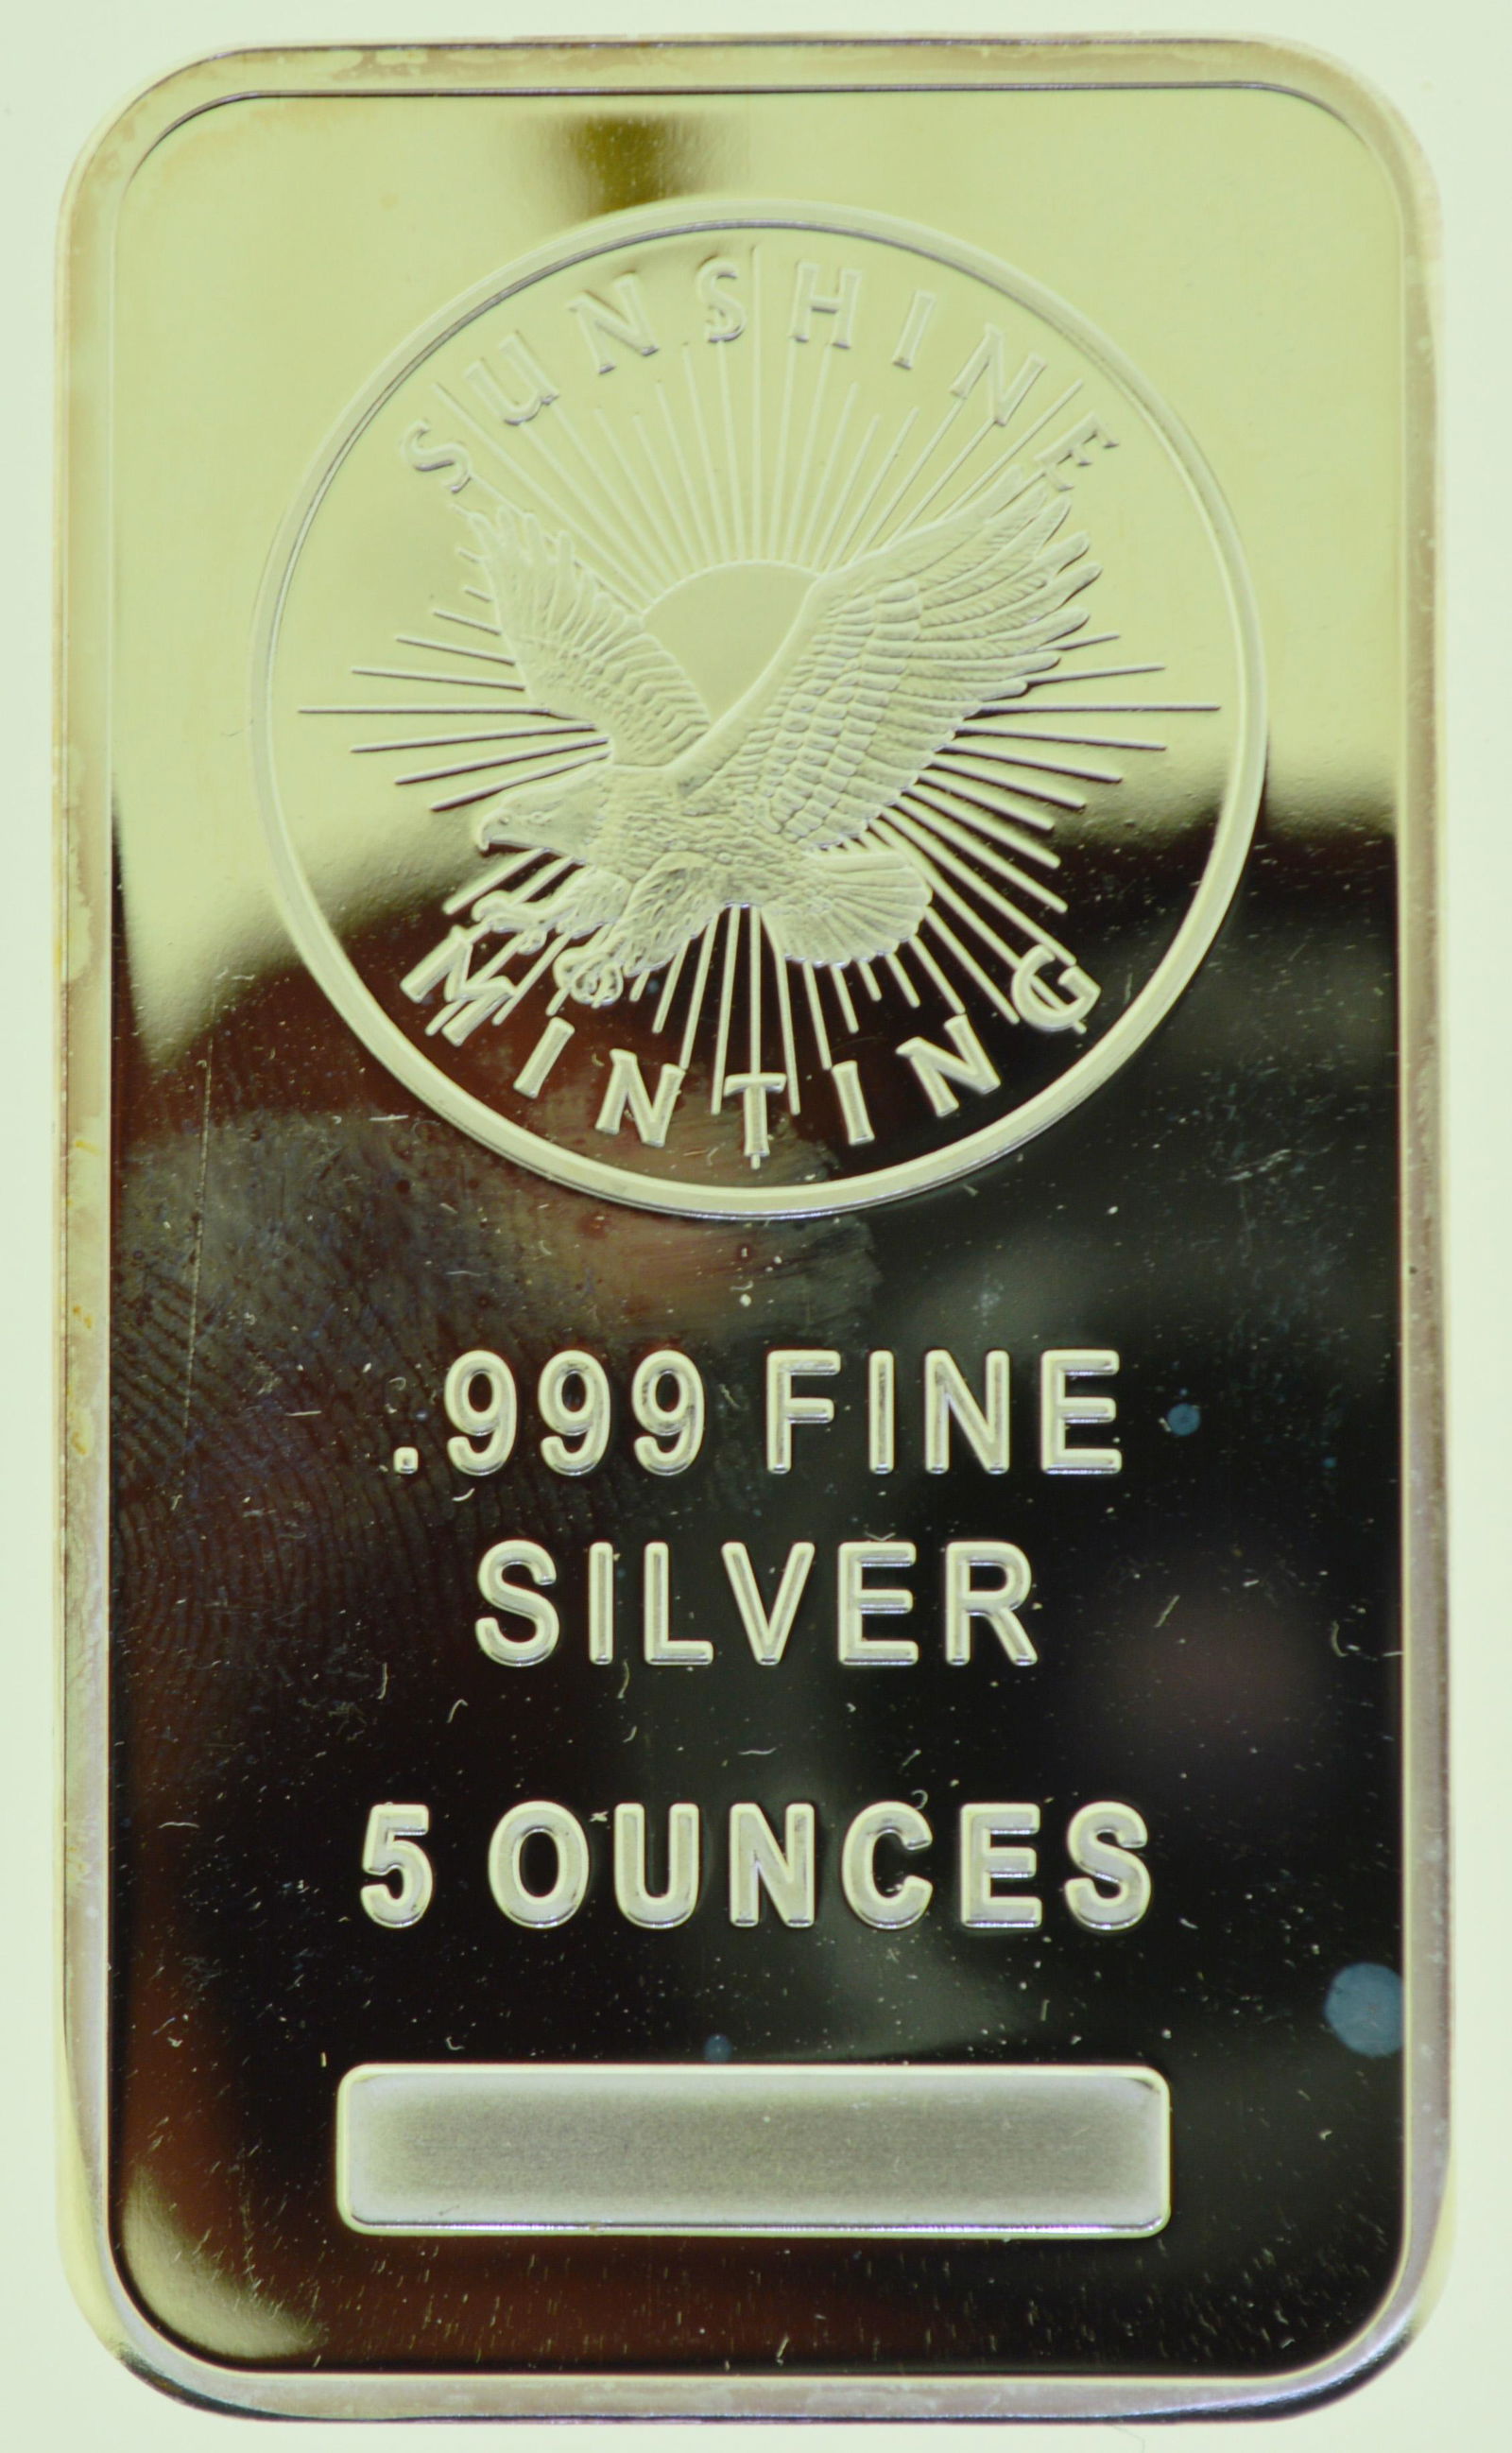 SUNSHINE
MINTING
.999 FINE
SILVER
5 OUNCES